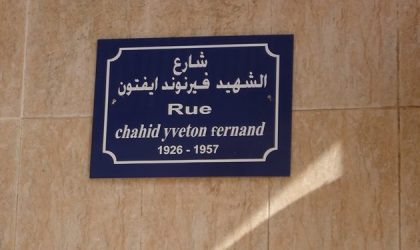 شارع
الشهيد فيرنوند ايفتون
Rue
chahid yveton fernand
1926 - 1957